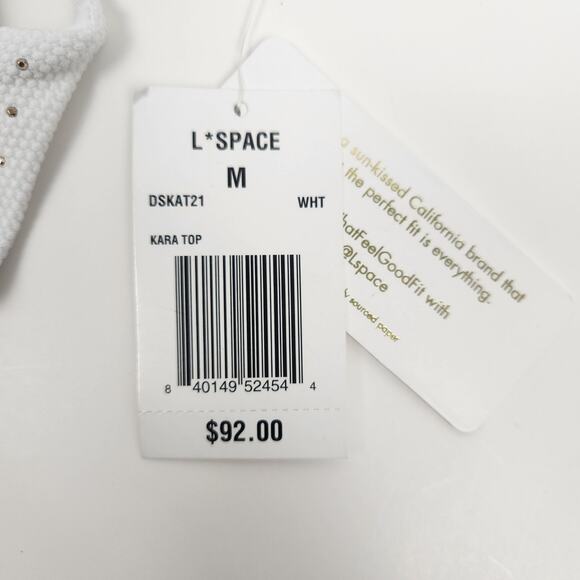 L*SPACE
M
DSKAT21 WHT
KARA TOP
8 40149 52454 4
$92.00
a sun-kissed California brand that
the perfect fit is everything.
hatFeelGoodFit with
@Lspace
sourced paper